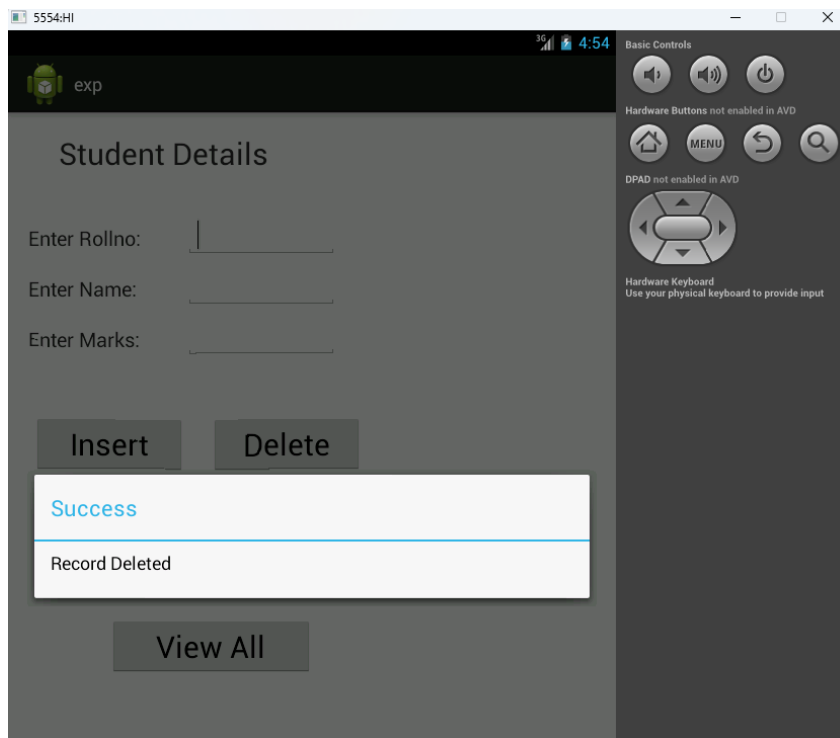 5554:HI
3G 4:54
exp
Student Details
Enter Rollno:
Enter Name:
Enter Marks:
Insert Delete
Success
Record Deleted
View All
Basic Controls
Hardware Buttons not enabled in AVD
MENU
DPAD not enabled in AVD
Hardware Keyboard
Use your physical keyboard to provide input